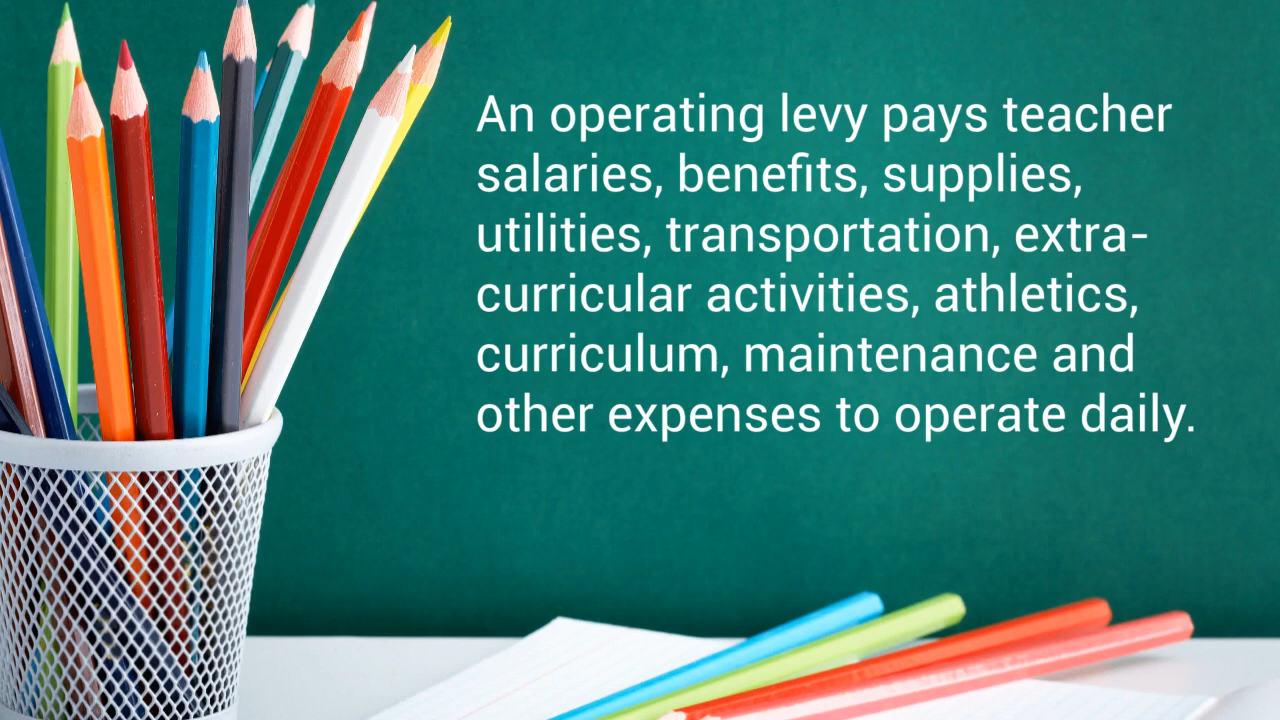 An operating levy pays teacher
salaries, benefits, supplies,
utilities, transportation, extra-
curricular activities, athletics,
curriculum, maintenance and
other expenses to operate daily.